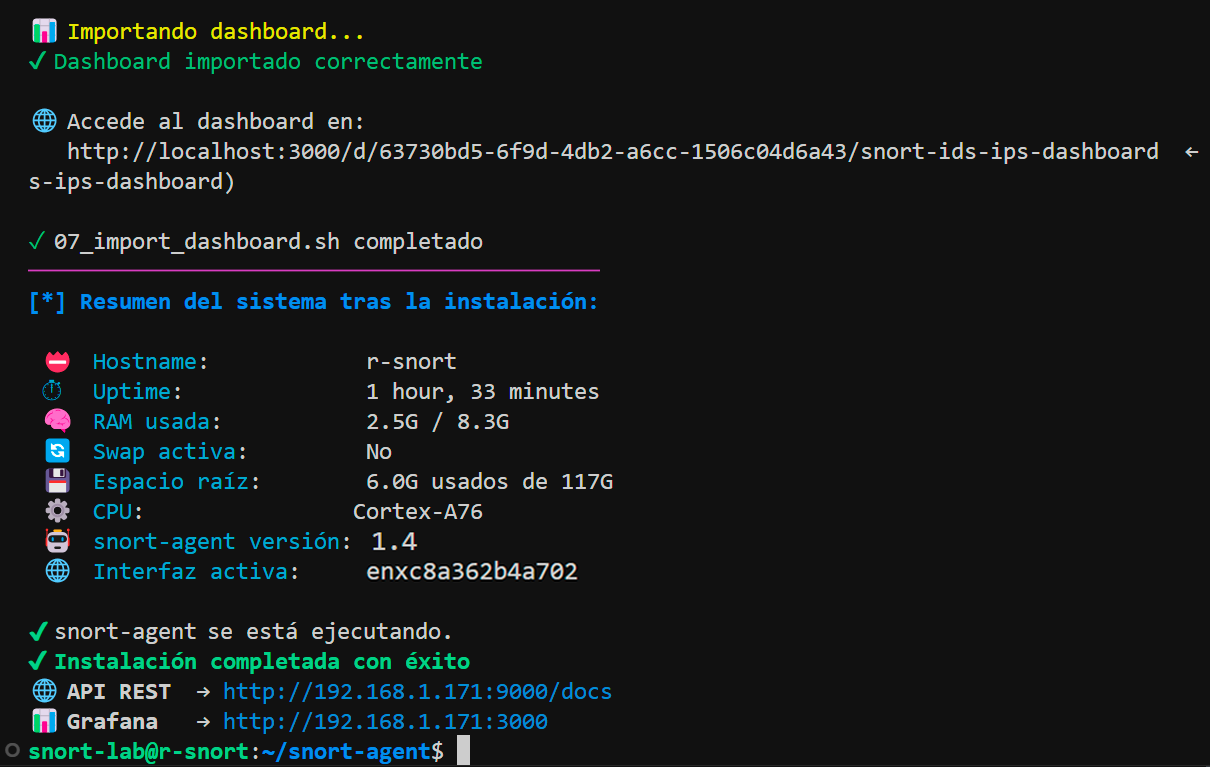 Importando dashboard...
✓ Dashboard importado correctamente
Accede al dashboard en:
http://localhost:3000/d/63730bd5-6f9d-4db2-a6cc-1506c04d6a43/snort-ids-ips-dashboard ←
s-ips-dashboard)
✓ 07_import_dashboard.sh completado
[*] Resumen del sistema tras la instalación:
Hostname: r-snort
Uptime: 1 hour, 33 minutes
RAM usada: 2.5G / 8.3G
Swap activa: No
Espacio raíz: 6.0G usados de 117G
CPU: Cortex-A76
snort-agent versión: 1.4
Interfaz activa: enxc8a362b4a702
✓ snort-agent se está ejecutando.
✓ Instalación completada con éxito
API REST → http://192.168.1.171:9000/docs
Grafana → http://192.168.1.171:3000
snort-lab@r-snort:~/snort-agent$